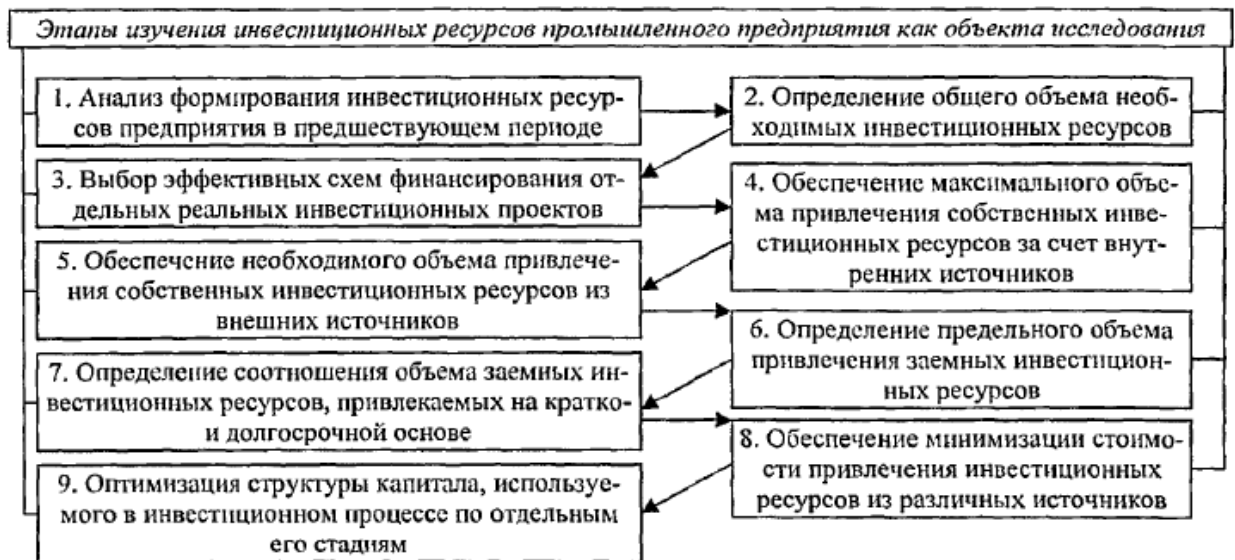 Этапы изучения инвестиционных ресурсов промышленного предприятия как объекта исследования
1. Анализ формирования инвестиционных ресур-
сов предприятия в предшествующем периоде
2. Определение общего объема необ-
ходимых инвестиционных ресурсов
3. Выбор эффективных схем финансирования от-
дельных реальных инвестиционных проектов
4. Обеспечение максимального объе-
ма привлечения собственных инве-
стиционных ресурсов за счет внут-
ренних источников
5. Обеспечение необходимого объема привлече-
ния собственных инвестиционных ресурсов из
внешних источников
6. Определение предельного объема
привлечения заемных инвестицион-
ных ресурсов
7. Определение соотношения объема заемных ин-
вестиционных ресурсов, привлекаемых на кратко-
и долгосрочной основе
8. Обеспечение минимизации стоимо-
сти привлечения инвестиционных
ресурсов из различных источников
9. Оптимизация структуры капитала, используе-
мого в инвестиционном процессе по отдельным
его стадиям